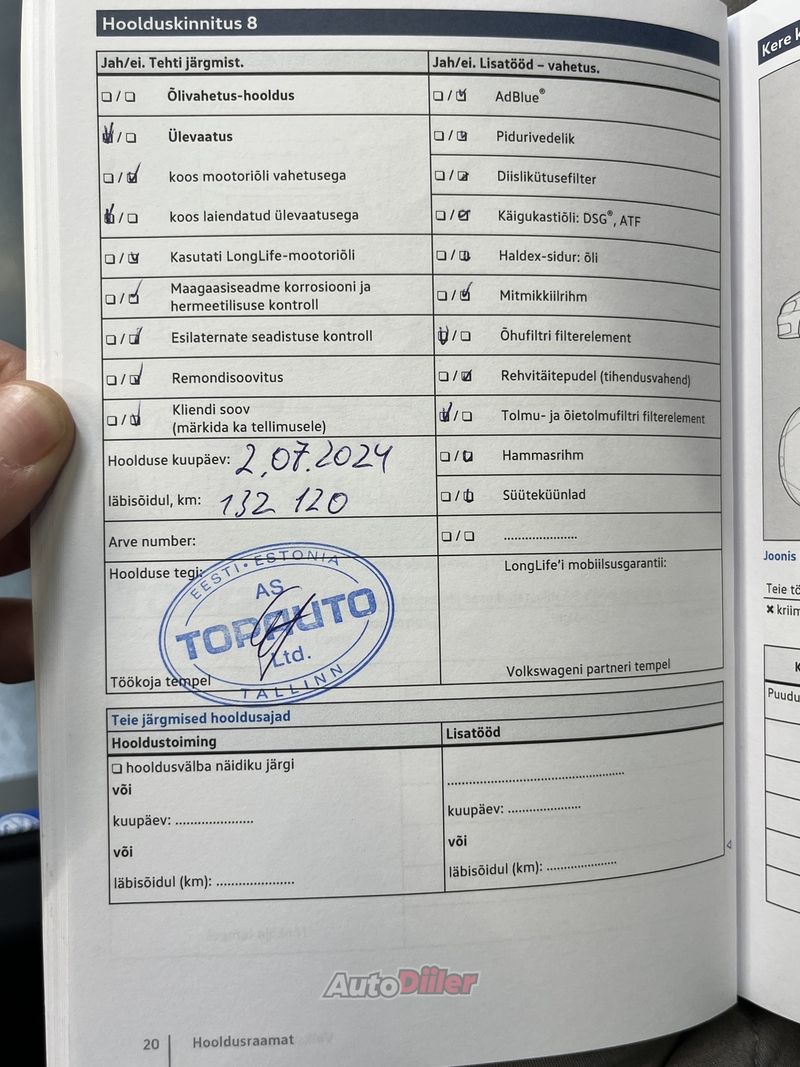 Hoolduskinnitus 8
Jah/ei. Tehti järgmist.
Õlivahetus-hooldus
Ülevaatus
koos mootoriõli vahetusega
koos laiendatud ülevaatusega
Kasutati LongLife-mootoriõli
Maagaasiseadme korrosiooni ja
hermeetilisuse kontroll
Esilaternate seadistuse kontroll
Remondisoovitus
Kliendi soov
(märkida ka tellimusele)
Hoolduse kuupäev: 2.07.2024
läbisõidul, km: 132 120
Arve number:
Hoolduse tegi:
EESTI • ESTONIA
AS
TOPAUTO
Ltd.
TALLINN
Töökoja tempel
Jah/ei. Lisatööd – vahetus.
AdBlue®
Pidurivedelik
Diislikütusefilter
Käigukastiõli: DSG®, ATF
Haldex-sidur: õli
Mitmikkiilrihm
Õhufiltri filterelement
Rehvitäitepudel (tihendusvahend)
Tolmu- ja õietolmufiltri filterelement
Hammasrihm
Süüteküünlad
.....................
LongLife'i mobiilsusgarantii:
Volkswageni partneri tempel
Teie järgmised hooldusajad
Hooldustoiming
hooldusvälba näidiku järgi
või
kuupäev: .....................
või
läbisõidul (km): .....................
Lisatööd
...............................................
kuupäev: ...................
või
läbisõidul (km): ...................
AutoDiiler
20 | Hooldusraamat
Kere k
Joonis
Teie tö
× kriim
K
Puudu